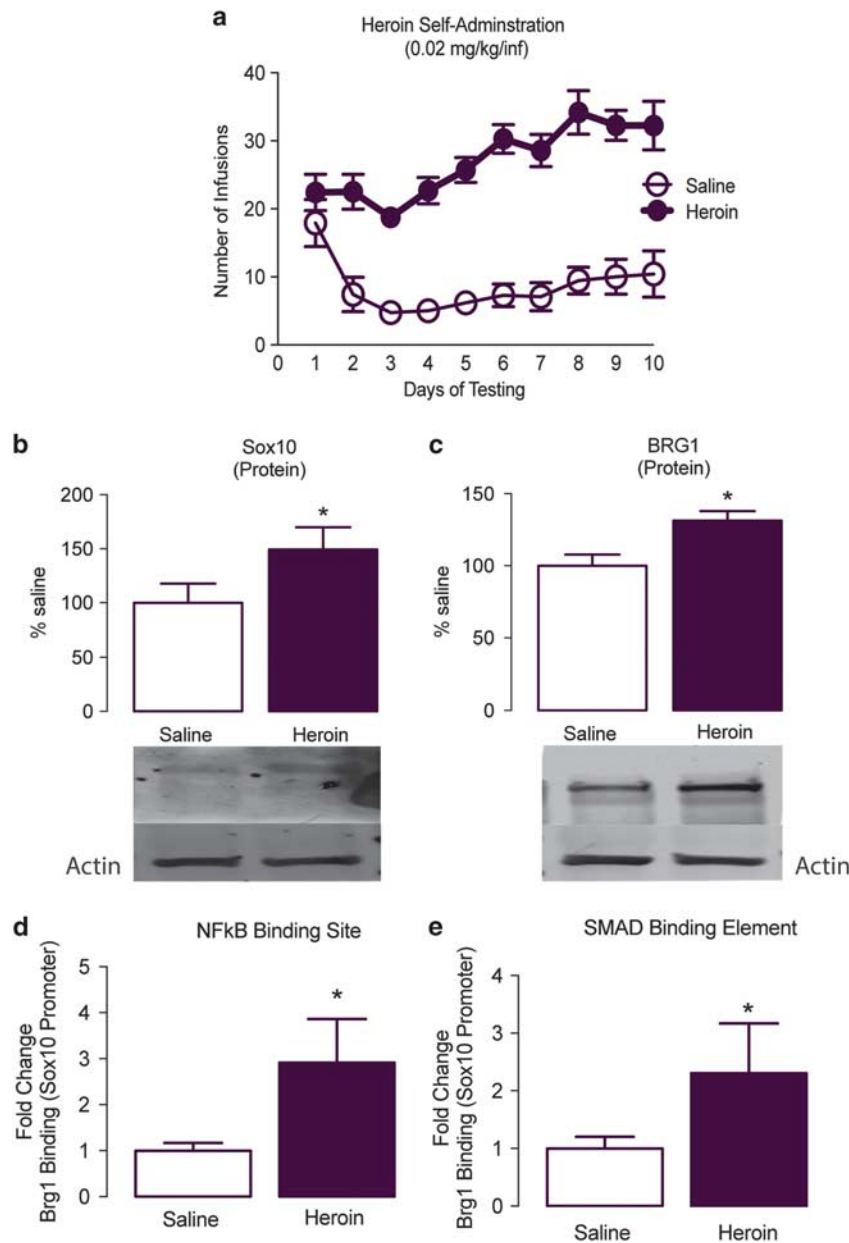 a
Heroin Self-Adminstration
(0.02 mg/kg/inf)
Number of Infusions
40
30
20
10
0
0 1 2 3 4 5 6 7 8 9 10
Days of Testing
Saline
Heroin
b
Sox10
(Protein)
% saline
200
150
100
50
0
Saline Heroin
Actin
c
BRG1
(Protein)
% saline
150
100
50
0
*
*
Saline Heroin
Actin
d
NFkB Binding Site
Fold Change
Brg1 Binding (Sox10 Promoter)
5
4
3
2
1
0
*
Saline Heroin
e
SMAD Binding Element
Fold Change
Brg1 Binding (Sox10 Promoter)
4
3
2
1
0
*
Saline Heroin